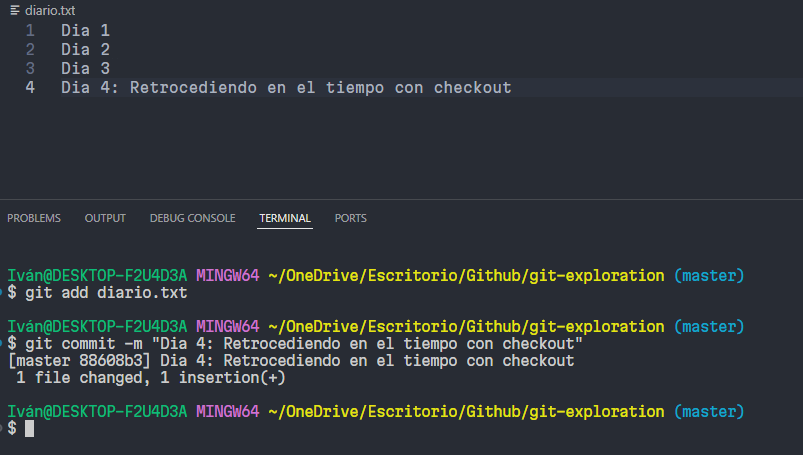 diario.txt
1 Dia 1
2 Dia 2
3 Dia 3
4 Dia 4: Retrocediendo en el tiempo con checkout
PROBLEMS OUTPUT DEBUG CONSOLE TERMINAL PORTS
Iván@DESKTOP-F2U4D3A MINGW64 ~/OneDrive/Escritorio/Github/git-exploration (master)
$ git add diario.txt
Iván@DESKTOP-F2U4D3A MINGW64 ~/OneDrive/Escritorio/Github/git-exploration (master)
$ git commit -m "Dia 4: Retrocediendo en el tiempo con checkout"
[master 88608b3] Dia 4: Retrocediendo en el tiempo con checkout
1 file changed, 1 insertion(+)
Iván@DESKTOP-F2U4D3A MINGW64 ~/OneDrive/Escritorio/Github/git-exploration (master)
$